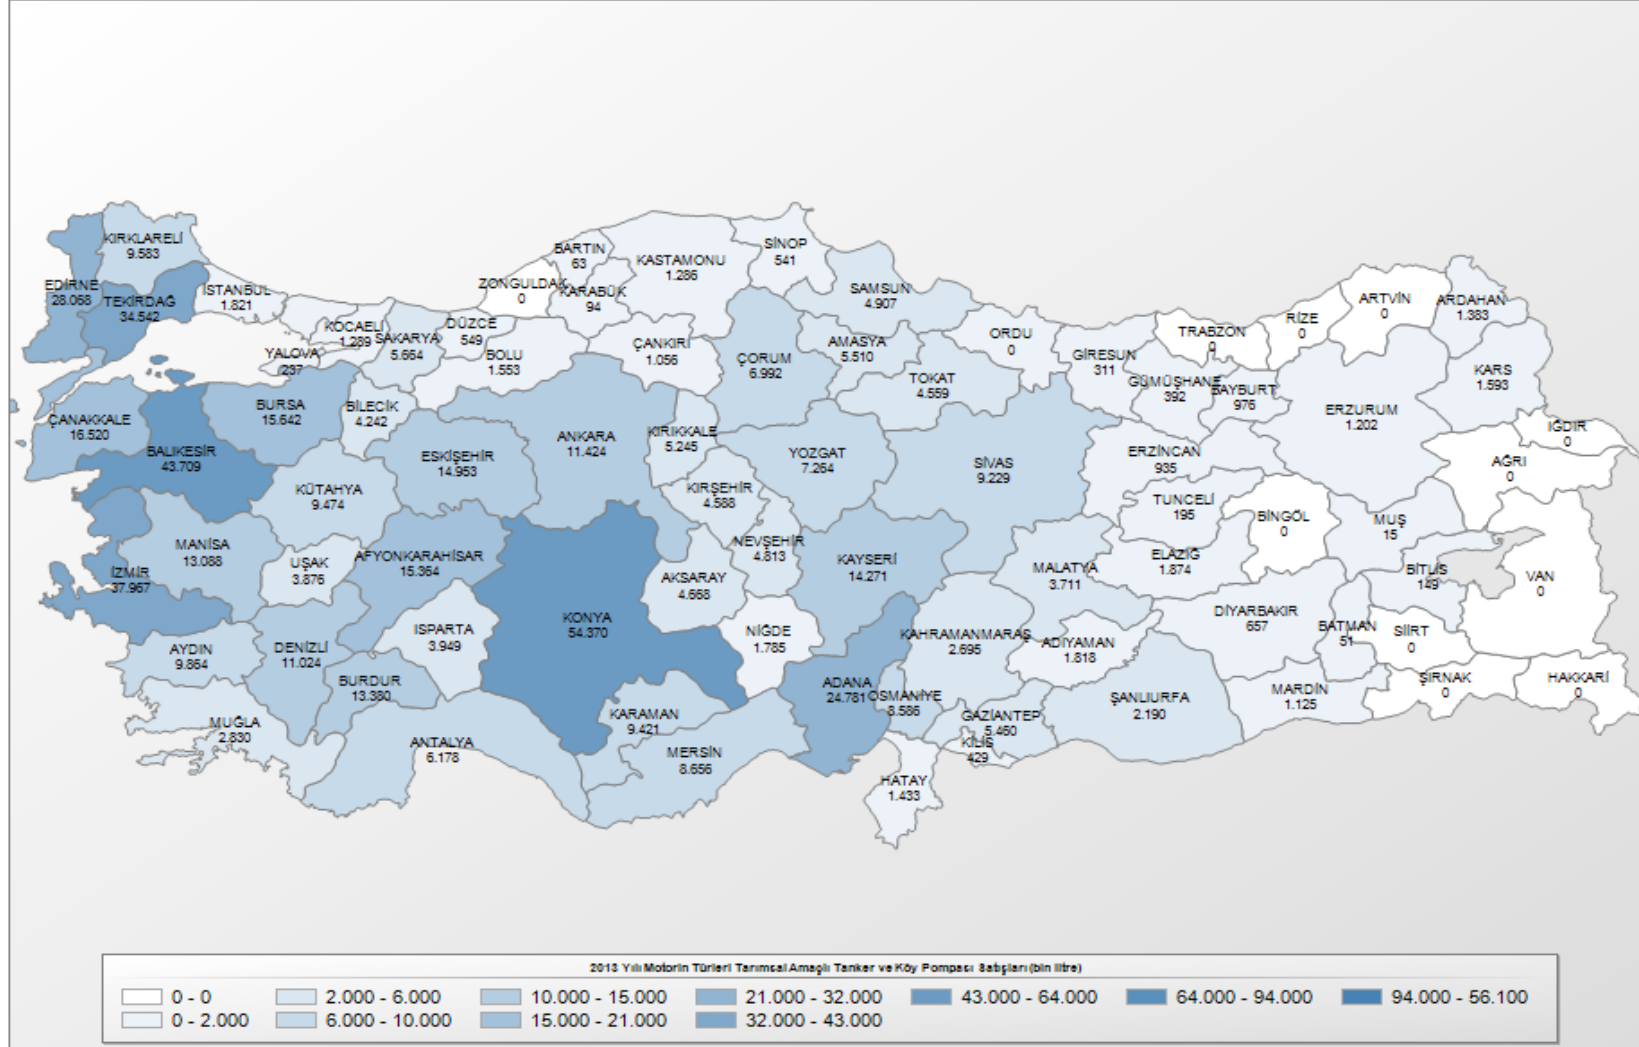 KIRKLARELİ
9.583
EDİRNE
28.068
TEKİRDAĞ
34.542
İSTANBUL
1.821
KOCAELİ
1.289
SAKARYA
5.664
YALOVA
237
DÜZCE
549
BOLU
1.553
ZONGULDAK
0
BARTIN
63
KARABÜK
94
KASTAMONU
1.286
SİNOP
541
ÇANKIRI
1.056
SAMSUN
4.907
AMASYA
5.510
ÇORUM
6.992
TOKAT
4.559
ORDU
0
GİRESUN
311
GÜMÜŞHANE
392
TRABZON
0
BAYBURT
976
RİZE
0
ARTVİN
0
ARDAHAN
1.383
KARS
1.593
ERZURUM
1.202
IĞDIR
0
AĞRI
0
ÇANAKKALE
16.520
BALIKESİR
43.709
BURSA
15.642
BİLECİK
4.242
ESKİŞEHİR
14.953
ANKARA
11.424
KIRIKKALE
5.245
YOZGAT
7.264
SİVAS
9.229
ERZİNCAN
935
TUNCELİ
195
BİNGÖL
0
MUŞ
15
BİTLİS
149
VAN
0
KÜTAHYA
9.474
KIRŞEHİR
4.588
NEVŞEHİR
4.813
KAYSERİ
14.271
MALATYA
3.711
ELAZIĞ
1.874
MANİSA
13.088
İZMİR
37.967
UŞAK
3.876
AFYONKARAHİSAR
15.364
AKSARAY
4.668
KONYA
54.370
NİĞDE
1.785
KAHRAMANMARAŞ
2.695
ADIYAMAN
1.818
DİYARBAKIR
657
BATMAN
51
SİİRT
0
ŞIRNAK
0
HAKKARİ
0
AYDIN
9.864
DENİZLİ
11.024
ISPARTA
3.949
BURDUR
13.380
MUĞLA
2.830
ANTALYA
6.178
KARAMAN
9.421
MERSİN
8.656
ADANA
24.781
OSMANİYE
8.586
GAZİANTEP
5.460
KİLİS
429
HATAY
1.433
ŞANLIURFA
2.190
MARDİN
1.125
2013 Yılı Motorin Türleri Tarımsal Amaçlı Tanker ve Köy Pompası Satışları (bin litre)
0 - 0
2.000 - 6.000
10.000 - 15.000
21.000 - 32.000
43.000 - 64.000
64.000 - 94.000
94.000 - 56.100
0 - 2.000
6.000 - 10.000
15.000 - 21.000
32.000 - 43.000